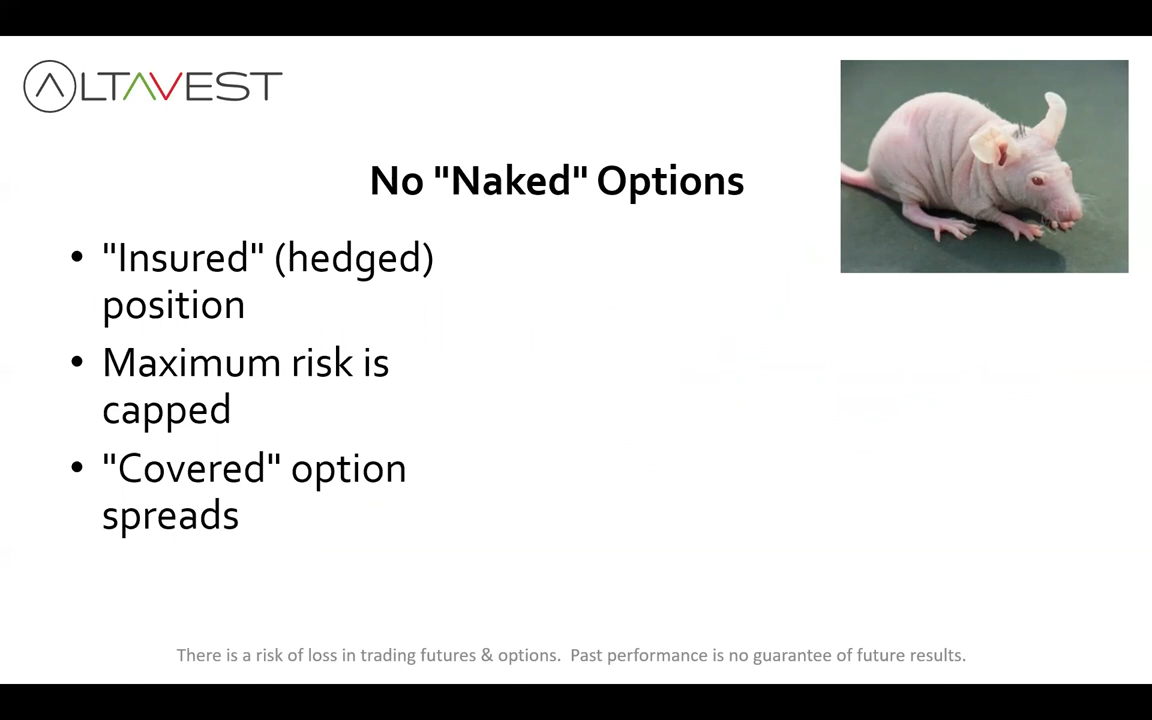 ALTAVEST
No "Naked" Options
• "Insured" (hedged)
position
• Maximum risk is
capped
• "Covered" option
spreads
There is a risk of loss in trading futures & options.  Past performance is no guarantee of future results.